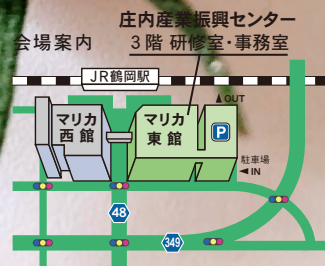 庄内産業振興センター
会場案内
3階 研修室・事務室
JR鶴岡駅
OUT
マリカ
西館
マリカ
東館
P
駐車場
IN
48
349